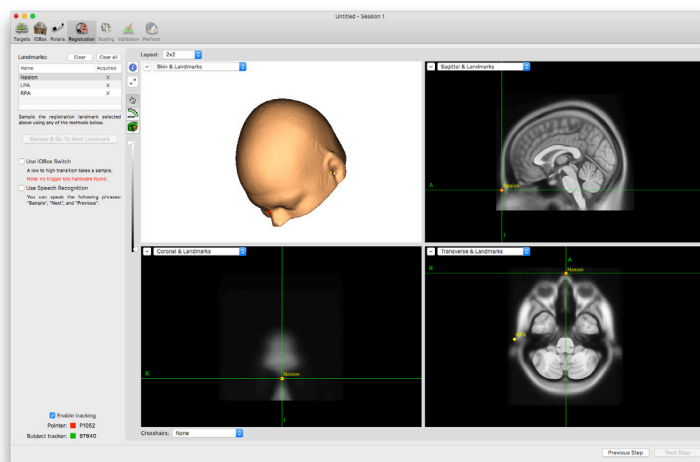 Untitled - Session 1
Targets IOBox Polaris Registration Scaling Validation Perform
Landmarks: Clear Clear All
Name Acquired
Nasion ✗
LPA ✗
RPA ✗
Sample the registration landmark selected
above using any of the methods below.
Sample & Go To Next Landmark
Use IOBox Switch
A low to high transition takes a sample.
Note: no trigger box hardware found.
Use Speech Recognition
You can speak the following phrases:
"Sample", "Next", and "Previous".
Enable tracking
Pointer: P1052
Subject tracker: ST640
Layout: 2x2
Skin & Landmarks
Sagittal & Landmarks
A
Nasion
I
Coronal & Landmarks
R
Nasion
I
Transverse & Landmarks
A
R
Nasion
RPA
Crosshairs: None
Previous Step Next Step